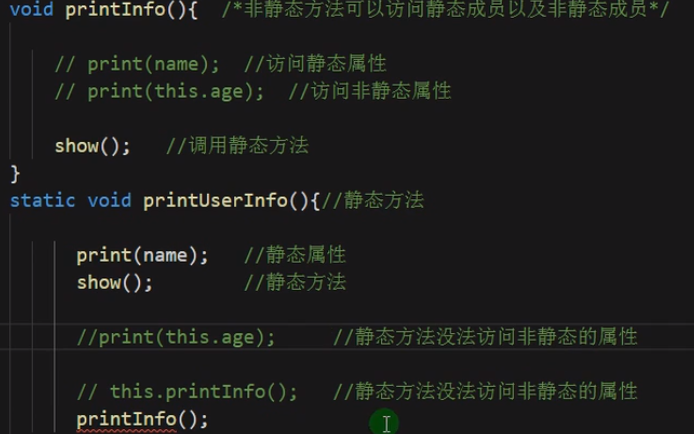 void printInfo(){  /*非静态方法可以访问静态成员以及非静态成员*/
// print(name);  //访问静态属性
// print(this.age);  //访问非静态属性
show();   //调用静态方法
}
static void printUserInfo(){//静态方法
print(name);   //静态属性
show();        //静态方法
//print(this.age);     //静态方法没法访问非静态的属性
// this.printInfo();   //静态方法没法访问非静态的属性
printInfo();